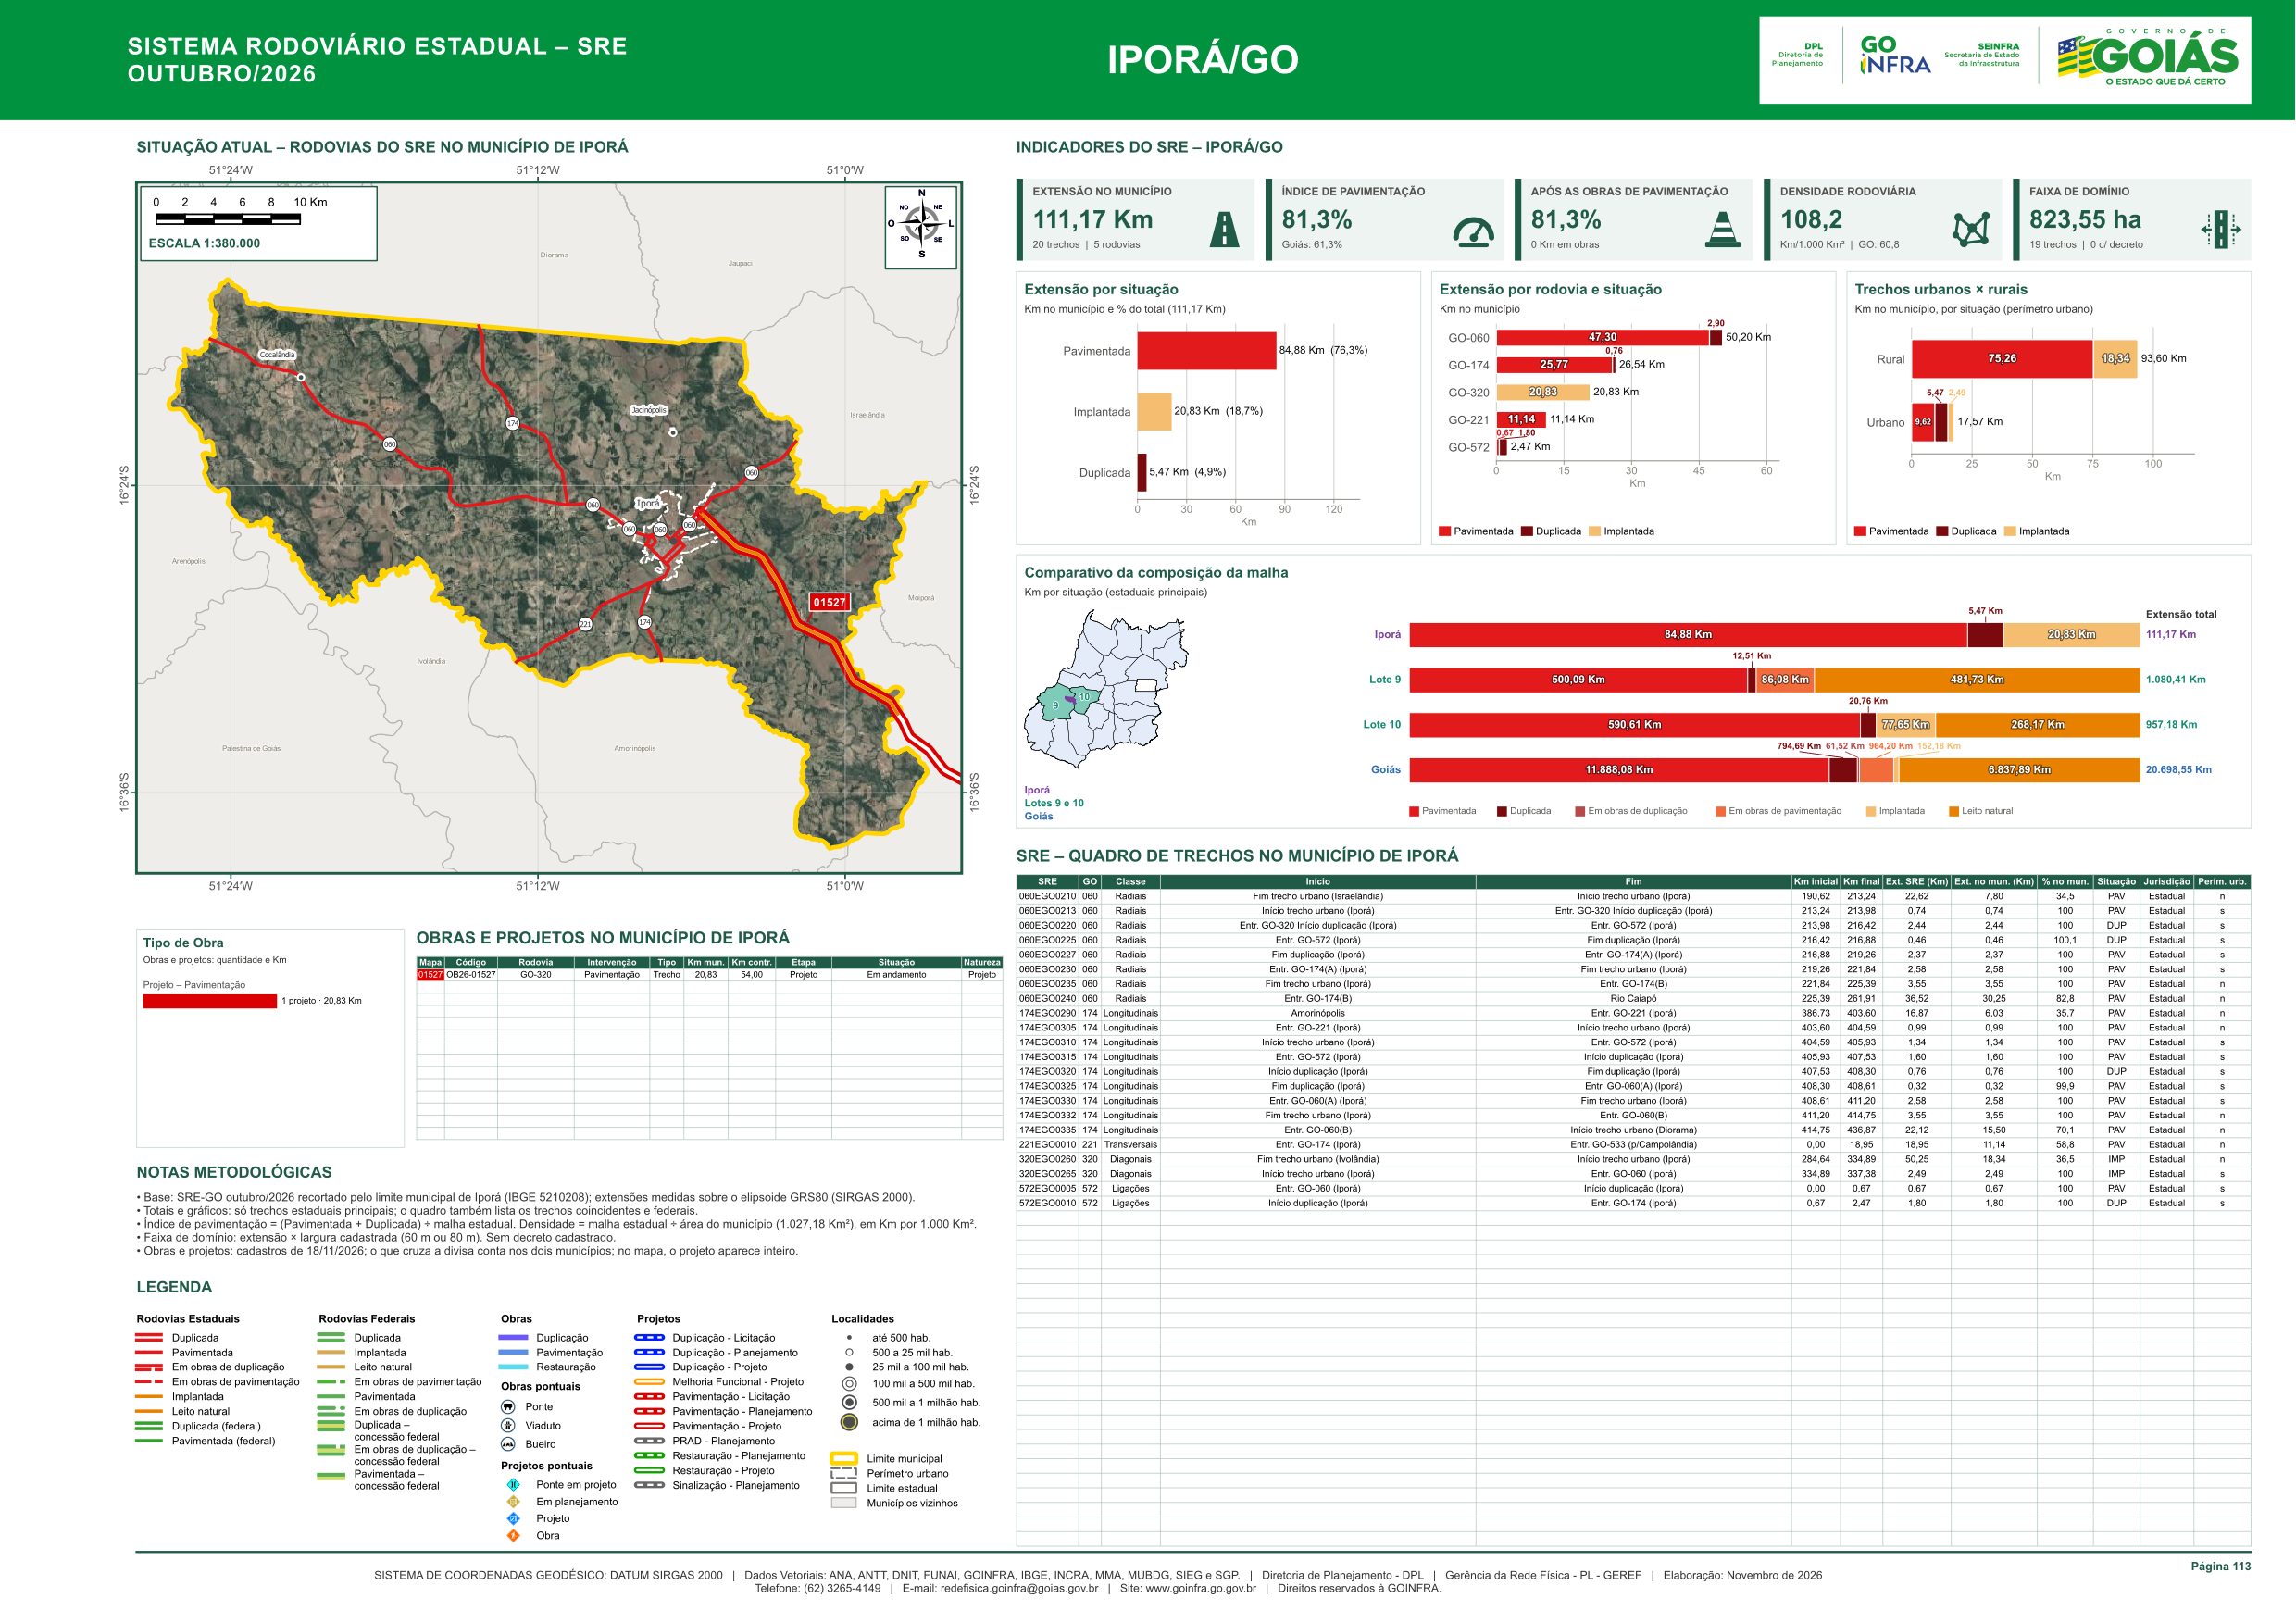 SISTEMA RODOVIÁRIO ESTADUAL – SRE
OUTUBRO/2026
IPORÁ/GO
DPL
Diretoria de
Planejamento
GO
iNFRA
SEINFRA
Secretaria de Estado
da Infraestrutura
GOVERNO DE
GOIÁS
O ESTADO QUE DÁ CERTO
SITUAÇÃO ATUAL – RODOVIAS DO SRE NO MUNICÍPIO DE IPORÁ
51°24'W 51°12'W 51°0'W
0 2 4 6 8 10 Km
ESCALA 1:380.000
N
NO NE
O L
SO SE
S
Diorama
Jaupaci
Cocalândia
Jacinópolis
Israelândia
174
060
060
16°24'S 16°24'S
Iporá
060
060
060
060
Arenópolis
01527
Moiporá
221
174
Ivolândia
Palestina de Goiás
Amorinópolis
16°36'S 16°36'S
51°24'W 51°12'W 51°0'W
INDICADORES DO SRE – IPORÁ/GO
EXTENSÃO NO MUNICÍPIO
111,17 Km
20 trechos | 5 rodovias
ÍNDICE DE PAVIMENTAÇÃO
81,3%
Goiás: 61,3%
APÓS AS OBRAS DE PAVIMENTAÇÃO
81,3%
0 Km em obras
DENSIDADE RODOVIÁRIA
108,2
Km/1.000 Km² | GO: 60,8
FAIXA DE DOMÍNIO
823,55 ha
19 trechos | 0 c/ decreto
Extensão por situação
Km no município e % do total (111,17 Km)
Pavimentada 84,88 Km (76,3%)
Implantada 20,83 Km (18,7%)
Duplicada 5,47 Km (4,9%)
0 30 60 90 120
Km
Extensão por rodovia e situação
Km no município
2,90
GO-060 47,30 50,20 Km
0,76
GO-174 25,77 26,54 Km
GO-320 20,83 20,83 Km
GO-221 11,14 11,14 Km
0,67 1,80
GO-572 2,47 Km
0 15 30 45 60
Km
Pavimentada Duplicada Implantada
Trechos urbanos × rurais
Km no município, por situação (perímetro urbano)
Rural 75,26 18,34 93,60 Km
5,47 2,49
Urbano 9,62 17,57 Km
0 25 50 75 100
Km
Pavimentada Duplicada Implantada
Comparativo da composição da malha
Km por situação (estaduais principais)
9
10
Iporá
Lotes 9 e 10
Goiás
5,47 Km Extensão total
Iporá 84,88 Km 20,83 Km 111,17 Km
12,51 Km
Lote 9 500,09 Km 86,08 Km 481,73 Km 1.080,41 Km
20,76 Km
Lote 10 590,61 Km 77,65 Km 268,17 Km 957,18 Km
794,69 Km 61,52 Km 964,20 Km 152,18 Km
Goiás 11.888,08 Km 6.837,89 Km 20.698,55 Km
Pavimentada Duplicada Em obras de duplicação Em obras de pavimentação Implantada Leito natural
SRE – QUADRO DE TRECHOS NO MUNICÍPIO DE IPORÁ
SRE GO Classe Início Fim Km inicial Km final Ext. SRE (Km) Ext. no mun. (Km) % no mun. Situação Jurisdição Perím. urb.
060EGO0210 060 Radiais Fim trecho urbano (Israelândia) Início trecho urbano (Iporá) 190,62 213,24 22,62 7,80 34,5 PAV Estadual n
060EGO0213 060 Radiais Início trecho urbano (Iporá) Entr. GO-320 Início duplicação (Iporá) 213,24 213,98 0,74 0,74 100 PAV Estadual s
060EGO0220 060 Radiais Entr. GO-320 Início duplicação (Iporá) Entr. GO-572 (Iporá) 213,98 216,42 2,44 2,44 100 DUP Estadual s
060EGO0225 060 Radiais Entr. GO-572 (Iporá) Fim duplicação (Iporá) 216,42 216,88 0,46 0,46 100,1 DUP Estadual s
060EGO0227 060 Radiais Fim duplicação (Iporá) Entr. GO-174(A) (Iporá) 216,88 219,26 2,37 2,37 100 PAV Estadual s
060EGO0230 060 Radiais Entr. GO-174(A) (Iporá) Fim trecho urbano (Iporá) 219,26 221,84 2,58 2,58 100 PAV Estadual s
060EGO0235 060 Radiais Fim trecho urbano (Iporá) Entr. GO-174(B) 221,84 225,39 3,55 3,55 100 PAV Estadual n
060EGO0240 060 Radiais Entr. GO-174(B) Rio Caiapó 225,39 261,91 36,52 30,25 82,8 PAV Estadual n
174EGO0290 174 Longitudinais Amorinópolis Entr. GO-221 (Iporá) 386,73 403,60 16,87 6,03 35,7 PAV Estadual n
174EGO0305 174 Longitudinais Entr. GO-221 (Iporá) Início trecho urbano (Iporá) 403,60 404,59 0,99 0,99 100 PAV Estadual n
174EGO0310 174 Longitudinais Início trecho urbano (Iporá) Entr. GO-572 (Iporá) 404,59 405,93 1,34 1,34 100 PAV Estadual s
174EGO0315 174 Longitudinais Entr. GO-572 (Iporá) Início duplicação (Iporá) 405,93 407,53 1,60 1,60 100 PAV Estadual s
174EGO0320 174 Longitudinais Início duplicação (Iporá) Fim duplicação (Iporá) 407,53 408,30 0,76 0,76 100 DUP Estadual s
174EGO0325 174 Longitudinais Fim duplicação (Iporá) Entr. GO-060(A) (Iporá) 408,30 408,61 0,32 0,32 99,9 PAV Estadual s
174EGO0330 174 Longitudinais Entr. GO-060(A) (Iporá) Fim trecho urbano (Iporá) 408,61 411,20 2,58 2,58 100 PAV Estadual s
174EGO0332 174 Longitudinais Fim trecho urbano (Iporá) Entr. GO-060(B) 411,20 414,75 3,55 3,55 100 PAV Estadual n
174EGO0335 174 Longitudinais Entr. GO-060(B) Início trecho urbano (Diorama) 414,75 436,87 22,12 15,50 70,1 PAV Estadual n
221EGO0010 221 Transversais Entr. GO-174 (Iporá) Entr. GO-533 (p/Campolândia) 0,00 18,95 18,95 11,14 58,8 PAV Estadual n
320EGO0260 320 Diagonais Fim trecho urbano (Ivolândia) Início trecho urbano (Iporá) 284,64 334,89 50,25 18,34 36,5 IMP Estadual n
320EGO0265 320 Diagonais Início trecho urbano (Iporá) Entr. GO-060 (Iporá) 334,89 337,38 2,49 2,49 100 IMP Estadual s
572EGO0005 572 Ligações Entr. GO-060 (Iporá) Início duplicação (Iporá) 0,00 0,67 0,67 0,67 100 PAV Estadual s
572EGO0010 572 Ligações Início duplicação (Iporá) Entr. GO-174 (Iporá) 0,67 2,47 1,80 1,80 100 DUP Estadual s
Tipo de Obra
Obras e projetos: quantidade e Km
Projeto – Pavimentação
1 projeto · 20,83 Km
OBRAS E PROJETOS NO MUNICÍPIO DE IPORÁ
Mapa Código Rodovia Intervenção Tipo Km mun. Km contr. Etapa Situação Natureza
01527 OB26-01527 GO-320 Pavimentação Trecho 20,83 54,00 Projeto Em andamento Projeto
NOTAS METODOLÓGICAS
• Base: SRE-GO outubro/2026 recortado pelo limite municipal de Iporá (IBGE 5210208); extensões medidas sobre o elipsoide GRS80 (SIRGAS 2000).
• Totais e gráficos: só trechos estaduais principais; o quadro também lista os trechos coincidentes e federais.
• Índice de pavimentação = (Pavimentada + Duplicada) ÷ malha estadual. Densidade = malha estadual ÷ área do município (1.027,18 Km²), em Km por 1.000 Km².
• Faixa de domínio: extensão × largura cadastrada (60 m ou 80 m). Sem decreto cadastrado.
• Obras e projetos: cadastros de 18/11/2026; o que cruza a divisa conta nos dois municípios; no mapa, o projeto aparece inteiro.
LEGENDA
Rodovias Estaduais
Duplicada
Pavimentada
Em obras de duplicação
Em obras de pavimentação
Implantada
Leito natural
Duplicada (federal)
Pavimentada (federal)
Rodovias Federais
Duplicada
Implantada
Leito natural
Em obras de pavimentação
Pavimentada
Em obras de duplicação
Duplicada –
concessão federal
Em obras de duplicação –
concessão federal
Pavimentada –
concessão federal
Obras
Duplicação
Pavimentação
Restauração
Obras pontuais
Ponte
Viaduto
Bueiro
Projetos pontuais
Ponte em projeto
Em planejamento
Projeto
Obra
Projetos
Duplicação - Licitação
Duplicação - Planejamento
Duplicação - Projeto
Melhoria Funcional - Projeto
Pavimentação - Licitação
Pavimentação - Planejamento
Pavimentação - Projeto
PRAD - Planejamento
Restauração - Planejamento
Restauração - Projeto
Sinalização - Planejamento
Localidades
até 500 hab.
500 a 25 mil hab.
25 mil a 100 mil hab.
100 mil a 500 mil hab.
500 mil a 1 milhão hab.
acima de 1 milhão hab.
Limite municipal
Perímetro urbano
Limite estadual
Municípios vizinhos
Página 113
SISTEMA DE COORDENADAS GEODÉSICO: DATUM SIRGAS 2000 | Dados Vetoriais: ANA, ANTT, DNIT, FUNAI, GOINFRA, IBGE, INCRA, MMA, MUBDG, SIEG e SGP. | Diretoria de Planejamento - DPL | Gerência da Rede Física - PL - GEREF | Elaboração: Novembro de 2026
Telefone: (62) 3265-4149 | E-mail: redefisica.goinfra@goias.gov.br | Site: www.goinfra.go.gov.br | Direitos reservados à GOINFRA.